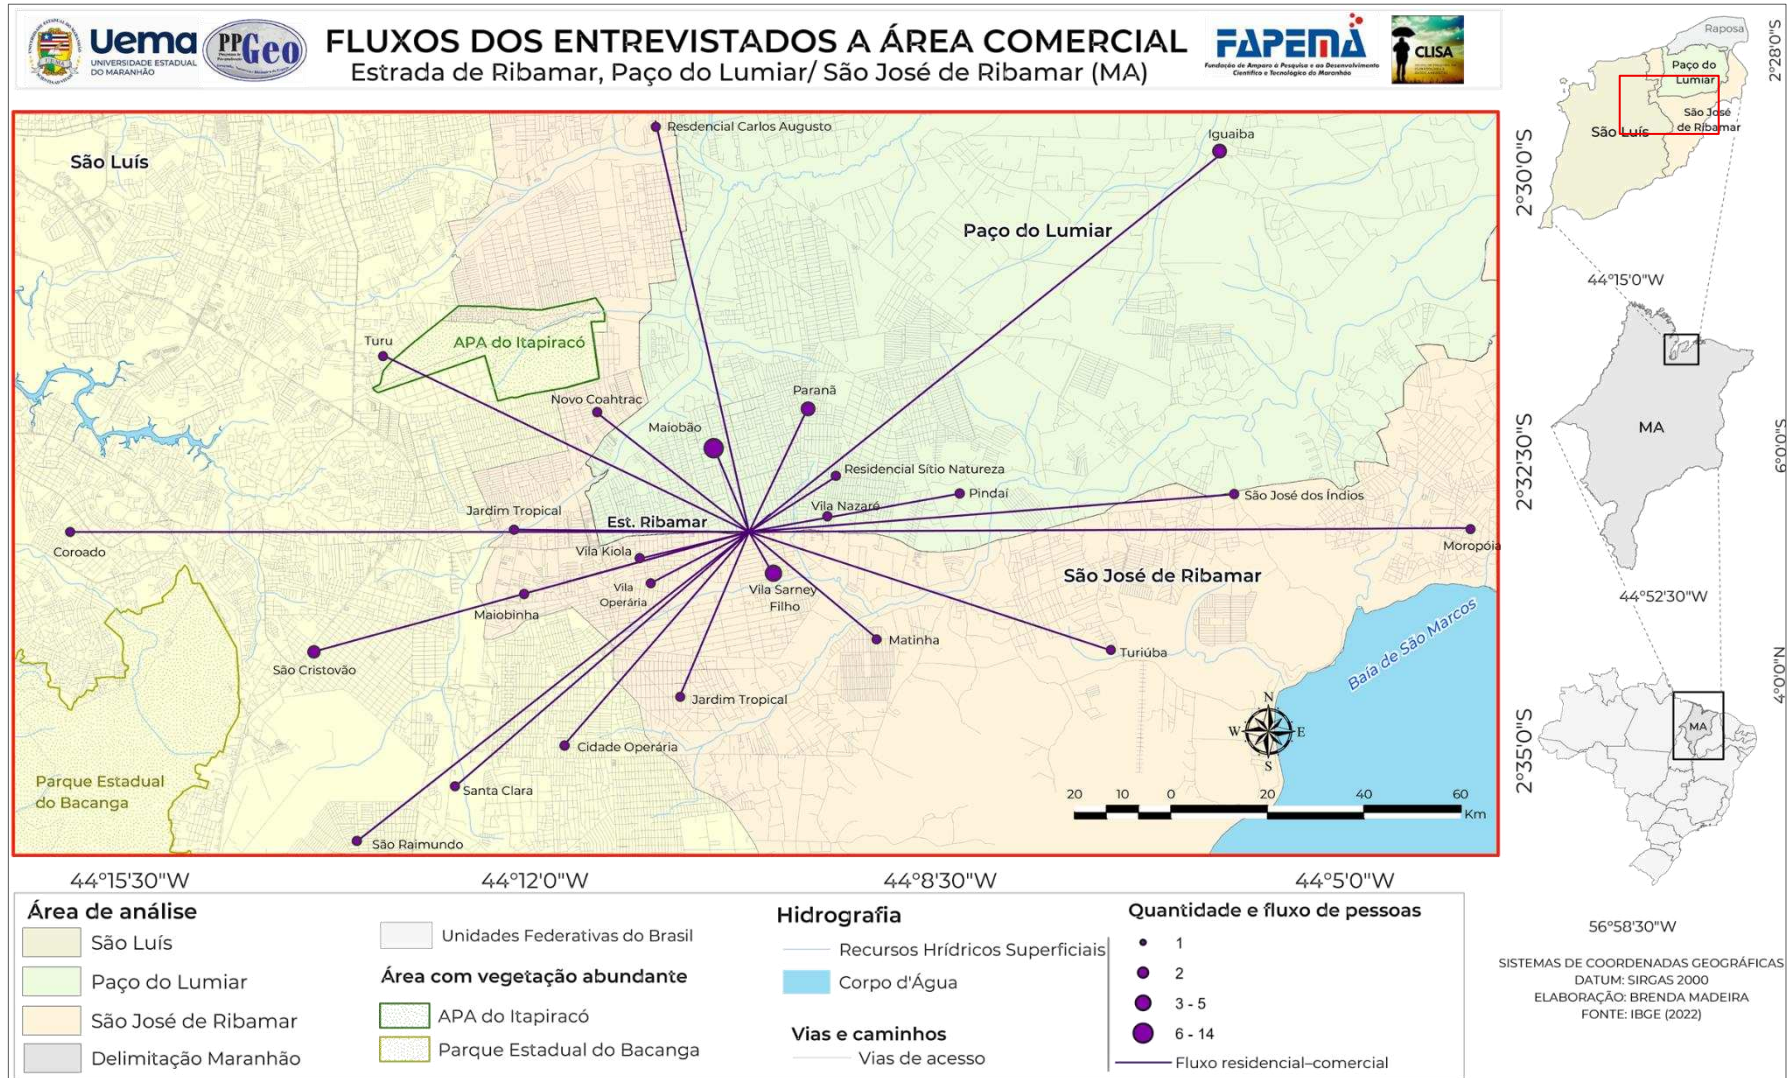 Uema
UNIVERSIDADE ESTADUAL
DO MARANHÃO
PPGeo
FLUXOS DOS ENTREVISTADOS A ÁREA COMERCIAL
Estrada de Ribamar, Paço do Lumiar/ São José de Ribamar (MA)
FAPEMA
Fundação de Amparo à Pesquisa e ao Desenvolvimento
Científico e Tecnológico do Maranhão
CLISA
São Luís
Resdencial Carlos Augusto
Iguaiba
Paço do Lumiar
Turu
APA do Itapiracó
Novo Coahtrac
Paranã
Maiobão
Residencial Sítio Natureza
Pindaí
São José dos Índios
Vila Nazaré
Jardim Tropical
Est. Ribamar
Coroado
Moropóia
Vila Kiola
São José de Ribamar
Vila
Operária
Vila Sarney
Filho
Maiobinha
Matinha
Turiúba
São Cristovão
Baía de São Marcos
Jardim Tropical
Cidade Operária
Parque Estadual
do Bacanga
Santa Clara
São Raimundo
N
W
E
S
20 10 0 20 40 60
Km
44°15'30"W 44°12'0"W 44°8'30"W 44°5'0"W
Raposa
Paço do
Lumiar
São José
de Ribamar
São Luís
2°28'0"S
2°30'0"S
44°15'0"W
MA
2°32'30"S
6°0'0"S
44°52'30"W
4°0'0"N
MA
2°35'0"S
56°58'30"W
Área de análise
São Luís
Paço do Lumiar
São José de Ribamar
Delimitação Maranhão
Unidades Federativas do Brasil
Área com vegetação abundante
APA do Itapiracó
Parque Estadual do Bacanga
Hidrografia
Recursos Hrídricos Superficiais
Corpo d'Água
Vias e caminhos
Vias de acesso
Quantidade e fluxo de pessoas
1
2
3 - 5
6 - 14
Fluxo residencial–comercial
SISTEMAS DE COORDENADAS GEOGRÁFICAS
DATUM: SIRGAS 2000
ELABORAÇÃO: BRENDA MADEIRA
FONTE: IBGE (2022)